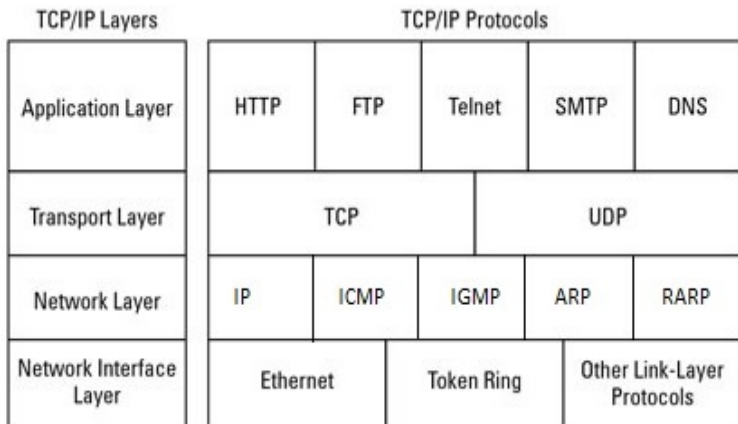 TCP/IP Layers
TCP/IP Protocols
Application Layer
HTTP
FTP
Telnet
SMTP
DNS
Transport Layer
TCP
UDP
Network Layer
IP
ICMP
IGMP
ARP
RARP
Network Interface
Layer
Ethernet
Token Ring
Other Link-Layer
Protocols